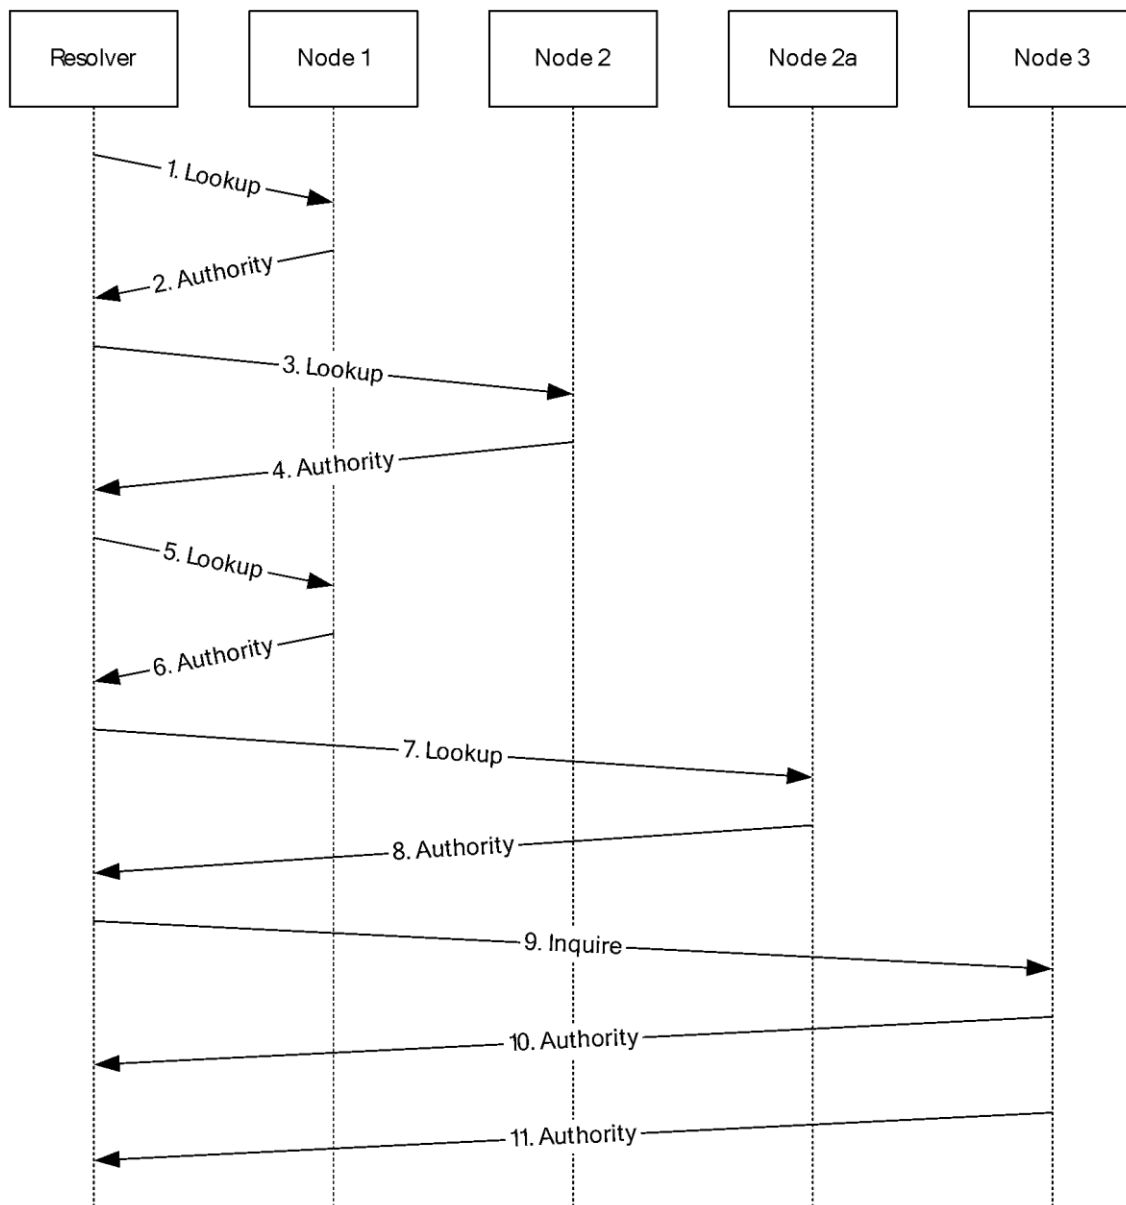 Resolver
Node 1
Node 2
Node 2a
Node 3
1. Lookup
2. Authority
3. Lookup
4. Authority
5. Lookup
6. Authority
7. Lookup
8. Authority
9. Inquire
10. Authority
11. Authority